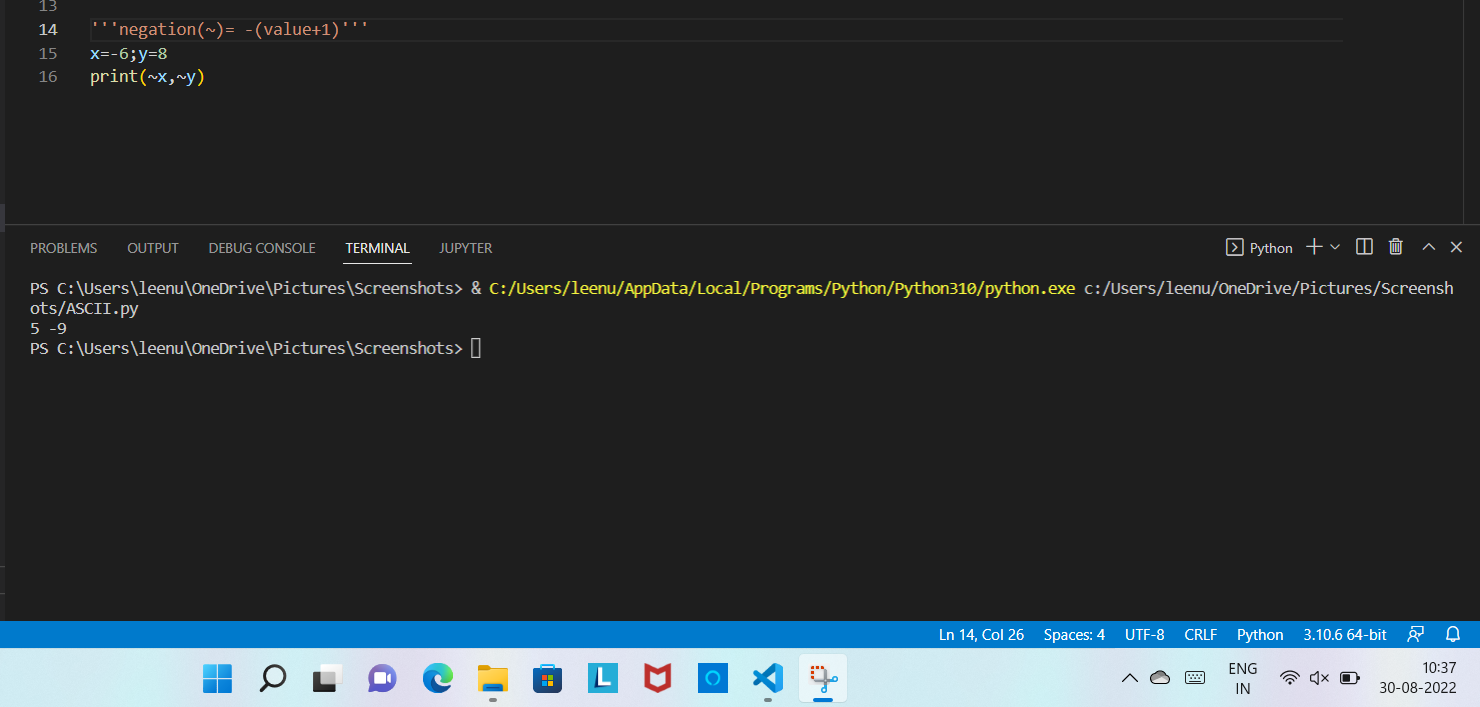 13
14 '''negation(~)= -(value+1)'''
15 x=-6;y=8
16 print(~x,~y)
PROBLEMS OUTPUT DEBUG CONSOLE TERMINAL JUPYTER Python
PS C:\Users\leenu\OneDrive\Pictures\Screenshots> & C:/Users/leenu/AppData/Local/Programs/Python/Python310/python.exe c:/Users/leenu/OneDrive/Pictures/Screensh
ots/ASCII.py
5 -9
PS C:\Users\leenu\OneDrive\Pictures\Screenshots>
Ln 14, Col 26 Spaces: 4 UTF-8 CRLF Python 3.10.6 64-bit
L
ENG 10:37
IN 30-08-2022